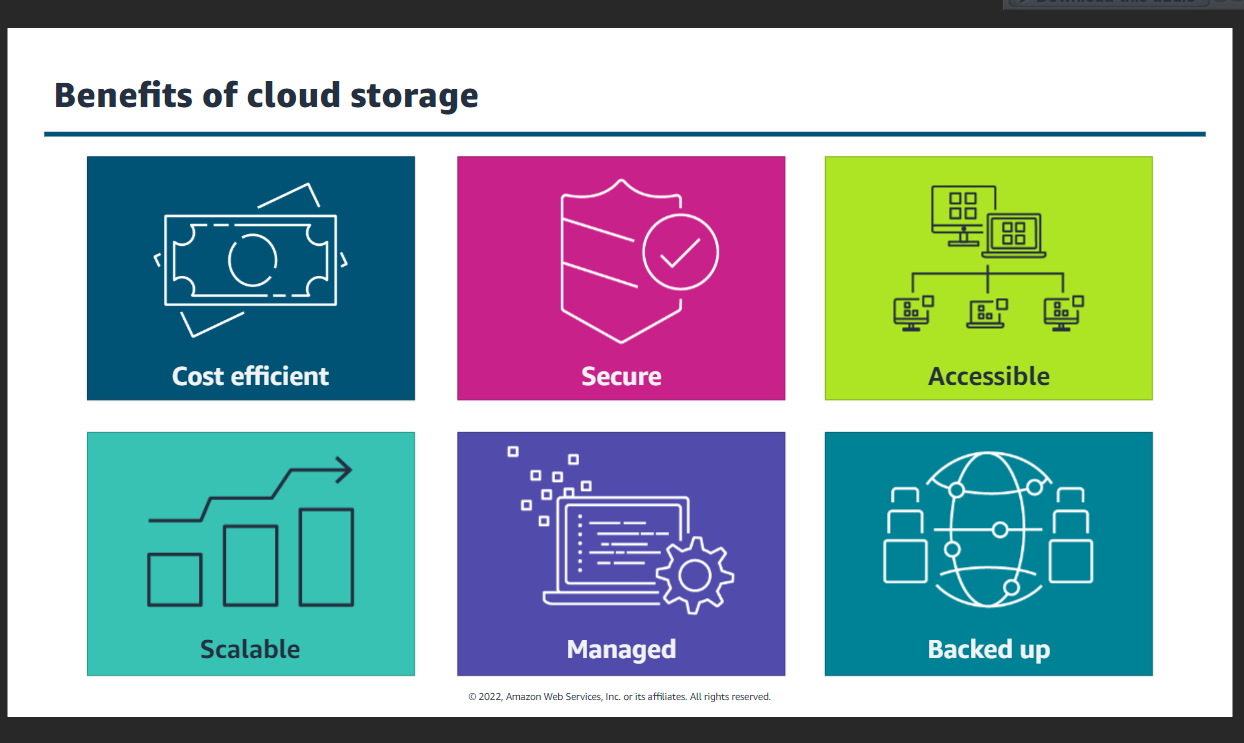 Benefits of cloud storage
Cost efficient
Secure
Accessible
Scalable
Managed
Backed up
© 2022, Amazon Web Services, Inc. or its affiliates. All rights reserved.